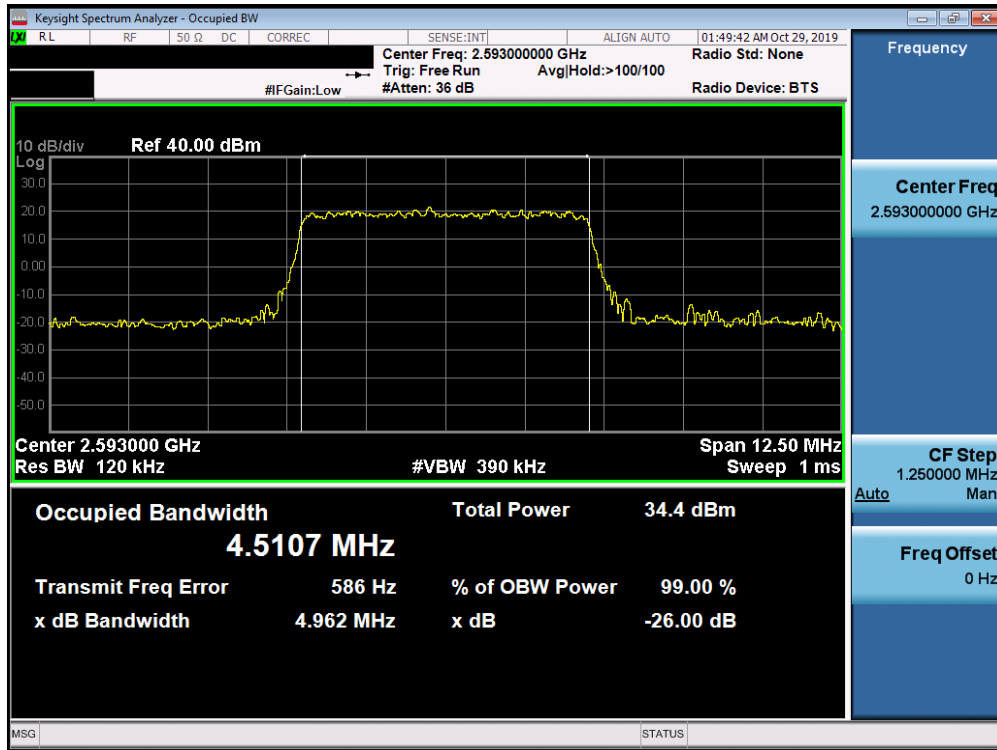 Keysight Spectrum Analyzer - Occupied BW
LXI RL RF 50 Ω DC CORREC SENSE:INT ALIGN AUTO 01:49:42 AM Oct 29, 2019
Center Freq: 2.593000000 GHz Radio Std: None
Trig: Free Run Avg|Hold:>100/100
#IFGain:Low #Atten: 36 dB Radio Device: BTS
10 dB/div Ref 40.00 dBm
Log
30.0
20.0
10.0
0.00
-10.0
-20.0
-30.0
-40.0
-50.0
Center 2.593000 GHz Span 12.50 MHz
Res BW 120 kHz #VBW 390 kHz Sweep 1 ms
Occupied Bandwidth Total Power 34.4 dBm
4.5107 MHz
Transmit Freq Error 586 Hz % of OBW Power 99.00 %
x dB Bandwidth 4.962 MHz x dB -26.00 dB
Frequency
Center Freq
2.593000000 GHz
CF Step
1.250000 MHz
Auto Man
Freq Offset
0 Hz
MSG STATUS